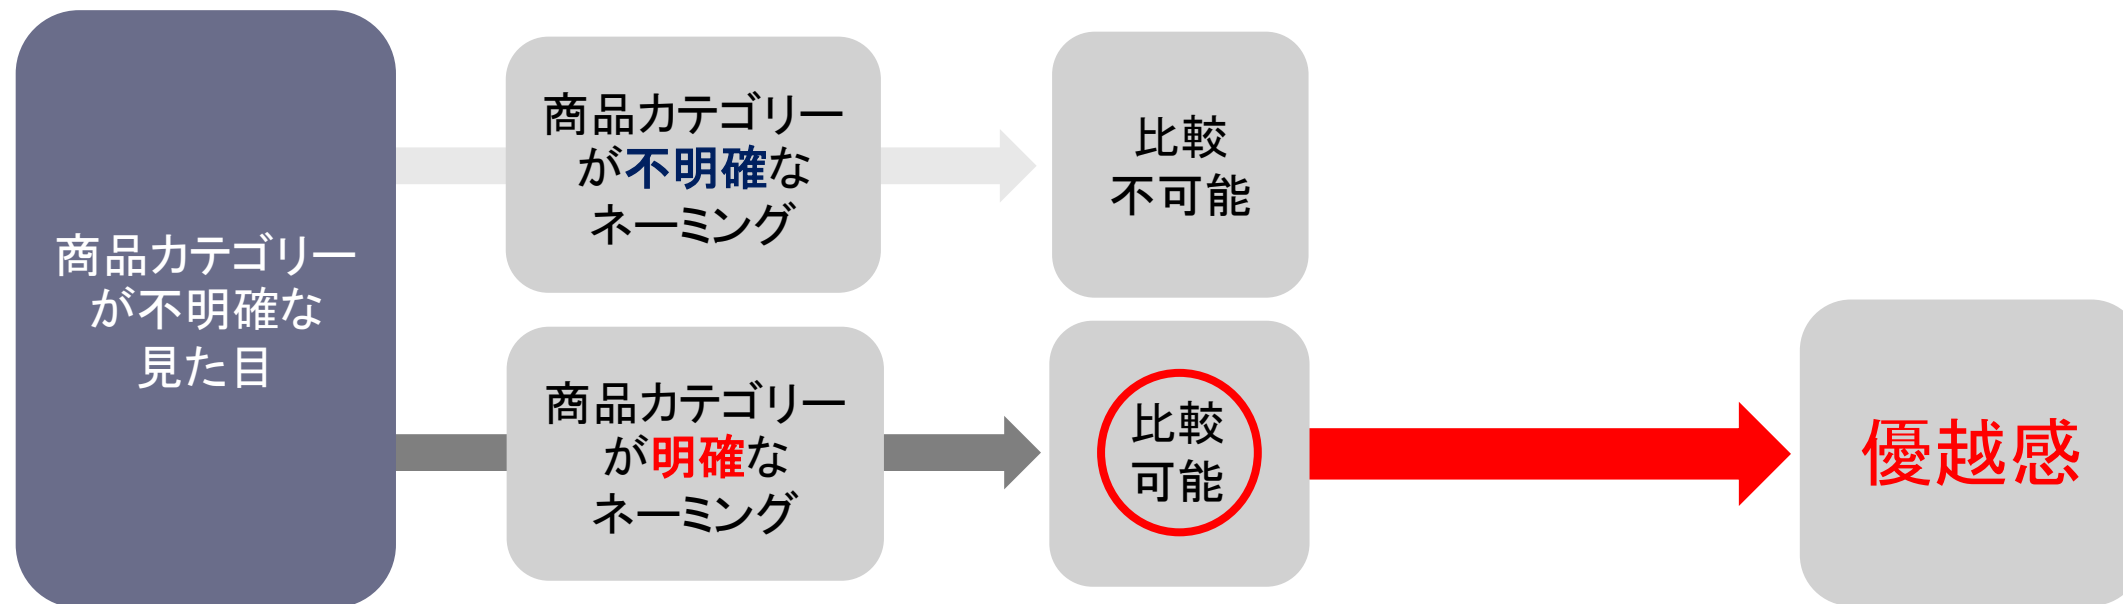 商品カテゴリー
が不明確な
見た目
商品カテゴリー
が不明確な
ネーミング
比較
不可能
商品カテゴリー
が明確な
ネーミング
比較
可能
優越感